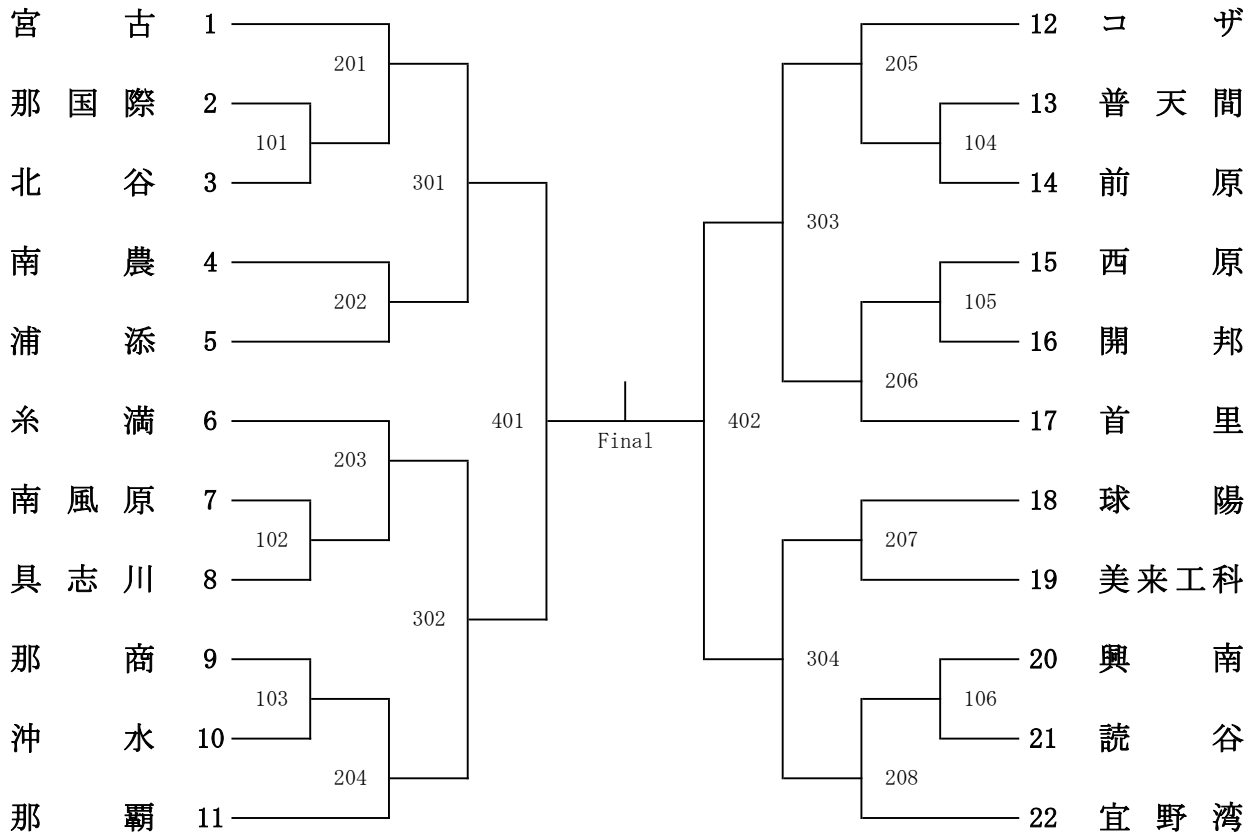 宮古 1
201
那国際 2
101
北谷 3
301
南農 4
202
浦添 5
401
糸満 6
203
南風原 7
102
具志川 8
302
那商 9
103
沖水 10
204
那覇 11
Final
12 コザ
205
13 普天間
104
14 前原
303
15 西原
105
16 開邦
206
17 首里
402
18 球陽
207
19 美来工科
304
20 興南
106
21 読谷
208
22 宜野湾